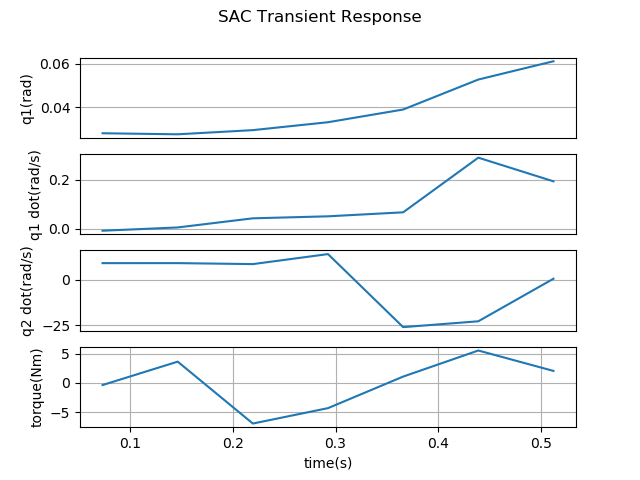 SAC Transient Response
q1(rad)
0.06
0.04
q1 dot(rad/s)
0.2
0.0
q2 dot(rad/s)
0
−25
torque(Nm)
5
0
−5
0.1 0.2 0.3 0.4 0.5
time(s)